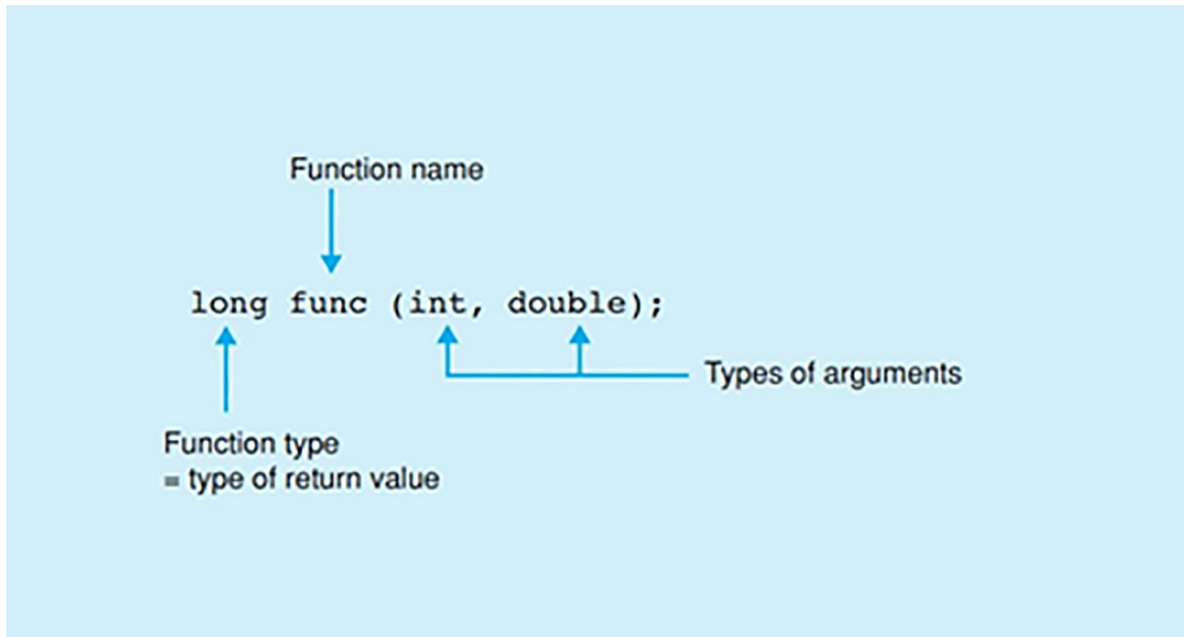 Function name
long func (int, double);
Types of arguments
Function type
= type of return value